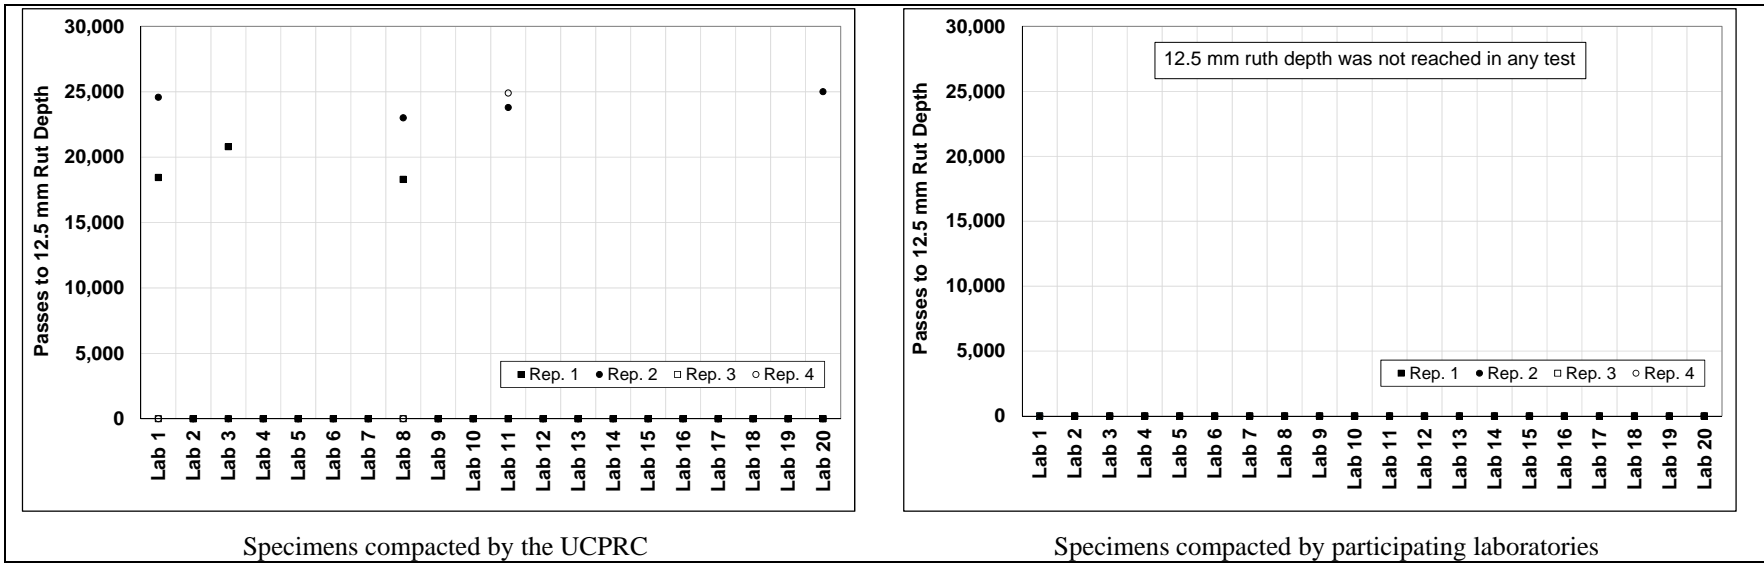 30,000
25,000
20,000
15,000
10,000
5,000
0
Passes to 12.5 mm Rut Depth
Rep. 1 Rep. 2 Rep. 3 Rep. 4
Lab 1 Lab 2 Lab 3 Lab 4 Lab 5 Lab 6 Lab 7 Lab 8 Lab 9 Lab 10 Lab 11 Lab 12 Lab 13 Lab 14 Lab 15 Lab 16 Lab 17 Lab 18 Lab 19 Lab 20
Specimens compacted by the UCPRC
30,000
25,000
20,000
15,000
10,000
5,000
0
Passes to 12.5 mm Rut Depth
12.5 mm ruth depth was not reached in any test
Rep. 1 Rep. 2 Rep. 3 Rep. 4
Lab 1 Lab 2 Lab 3 Lab 4 Lab 5 Lab 6 Lab 7 Lab 8 Lab 9 Lab 10 Lab 11 Lab 12 Lab 13 Lab 14 Lab 15 Lab 16 Lab 17 Lab 18 Lab 19 Lab 20
Specimens compacted by participating laboratories